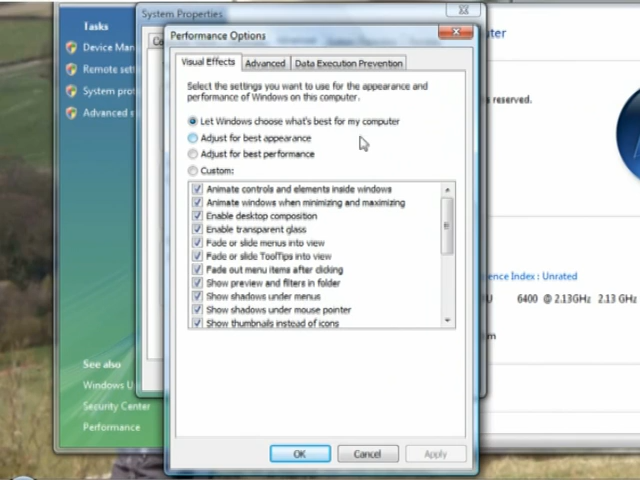 System Properties
Tasks
Performance Options
Device Man
Remote sett
System prot
Advanced
Visual Effects
Advanced
Data Execution Prevention
Select the settings you want to use for the appearance and
performance of Windows on this computer.
Let Windows choose what's best for my computer
Adjust for best appearance
Adjust for best performance
Custom:
Animate controls and elements inside windows
Animate windows when minimizing and maximizing
Enable desktop composition
Enable transparent glass
Fade or slide menus into view
Fade or slide ToolTips into view
Fade out menu items after clicking
Show preview and filters in folder
Show shadows under menus
Show shadows under mouse pointer
Show thumbnails instead of icons
uter
s reserved.
ence Index : Unrated
6400 @ 2.13GHz 2.13 GHz
See also
Windows U
Security Center
Performance
OK
Cancel
Apply